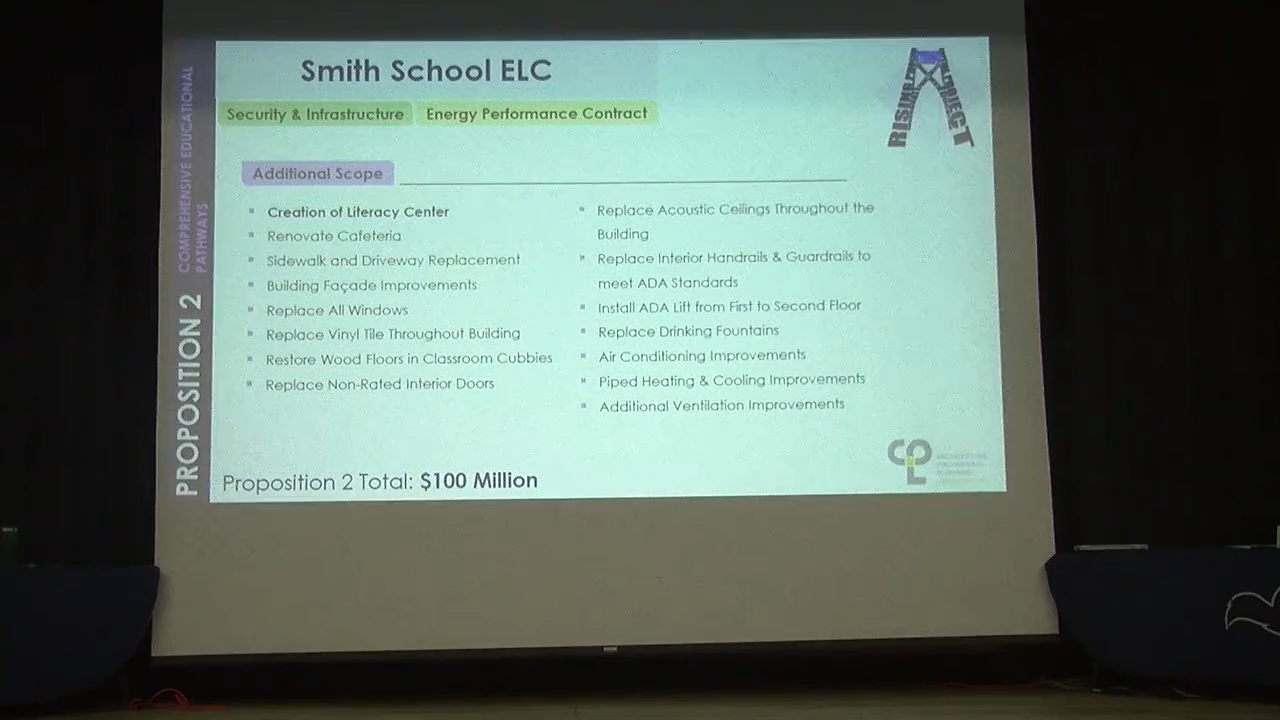 Smith School ELC
Security & Infrastructure
Energy Performance Contract
RISING PROJECT
COMPREHENSIVE EDUCATIONAL
PATHWAYS
PROPOSITION 2
Additional Scope
Creation of Literacy Center
Renovate Cafeteria
Sidewalk and Driveway Replacement
Building Façade Improvements
Replace All Windows
Replace Vinyl Tile Throughout Building
Restore Wood Floors in Classroom Cubbies
Replace Non-Rated Interior Doors
Replace Acoustic Ceilings Throughout the
Building
Replace Interior Handrails & Guardrails to
meet ADA Standards
Install ADA Lift from First to Second Floor
Replace Drinking Fountains
Air Conditioning Improvements
Piped Heating & Cooling Improvements
Additional Ventilation Improvements
Proposition 2 Total: $100 Million
CPL